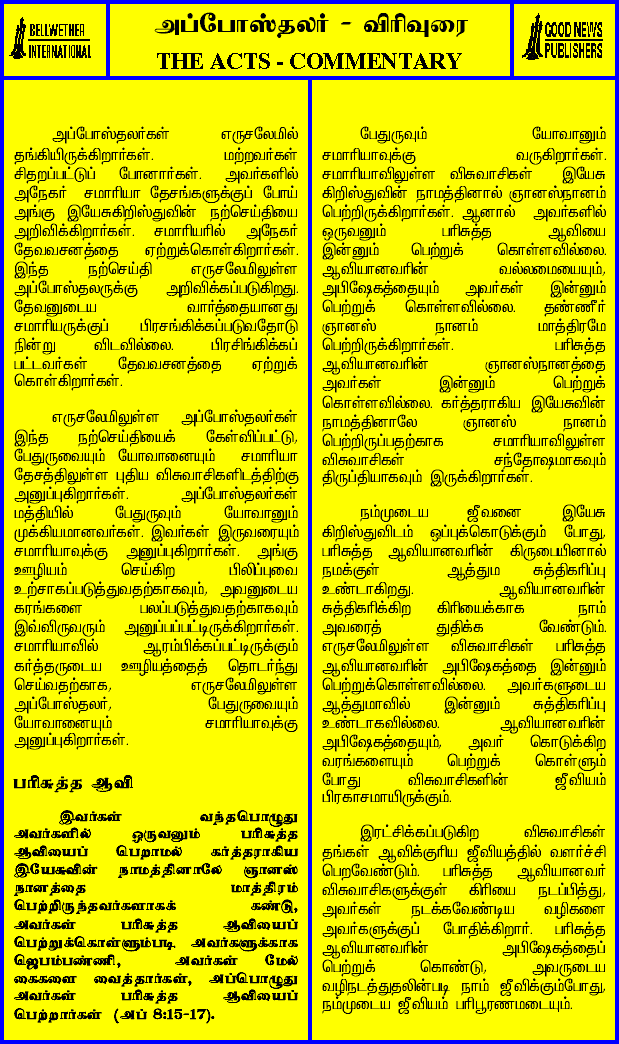 BELLWETHER
INTERNATIONAL
அப்போஸ்தலர் - விரிவுரை
THE ACTS - COMMENTARY
GOOD NEWS
PUBLISHERS
அப்போஸ்தலர்கள் எருசலேமில்
தங்கியிருக்கிறார்கள். மற்றவர்கள்
சிதறப்பட்டுப் போனார்கள். அவர்களில்
அநேகர் சமாரியா தேசங்களுக்குப் போய்
அங்கு இயேசுகிறிஸ்துவின் நற்செய்தியை
அறிவிக்கிறார்கள். சமாரியரில் அநேகர்
தேவவசனத்தை ஏற்றுக்கொள்கிறார்கள்.
இந்த நற்செய்தி எருசலேமிலுள்ள
அப்போஸ்தலருக்கு அறிவிக்கப்படுகிறது.
தேவனுடைய வார்த்தையானது
சமாரியருக்குப் பிரசங்கிக்கப்படுவதோடு
நின்று விடவில்லை. பிரசிங்கிக்கப்
பட்டவர்கள் தேவவசனத்தை ஏற்றுக்
கொள்கிறார்கள்.
எருசலேமிலுள்ள அப்போஸ்தலர்கள்
இந்த நற்செய்தியைக் கேள்விப்பட்டு,
பேதுருவையும் யோவானையும் சமாரியா
தேசத்திலுள்ள புதிய விசுவாசிகளிடத்திற்கு
அனுப்புகிறார்கள். அப்போஸ்தலர்கள்
மத்தியில் பேதுருவும் யோவானும்
முக்கியமானவர்கள். இவர்கள் இருவரையும்
சமாரியாவுக்கு அனுப்புகிறார்கள். அங்கு
ஊழியம் செய்கிற பிலிப்புவை
உற்சாகப்படுத்துவதற்காகவும், அவனுடைய
கரங்களை பலப்படுத்துவதற்காகவும்
இவ்விருவரும் அனுப்பப்பட்டிருக்கிறார்கள்.
சமாரியாவில் ஆரம்பிக்கப்பட்டிருக்கும்
கர்த்தருடைய ஊழியத்தைத் தொடர்ந்து
செய்வதற்காக, எருசலேமிலுள்ள
அப்போஸ்தலர், பேதுருவையும்
யோவானையும் சமாரியாவுக்கு
அனுப்புகிறார்கள்.
பரிசுத்த ஆவி
இவர்கள் வந்தபொழுது
அவர்களில் ஒருவனும் பரிசுத்த
ஆவியைப் பெறாமல் கர்த்தராகிய
இயேசுவின் நாமத்தினாலே ஞானஸ்
நானத்தை மாத்திரம்
பெற்றிருந்தவர்களாகக் கண்டு,
அவர்கள் பரிசுத்த ஆவியைப்
பெற்றுக்கொள்ளும்படி அவர்களுக்காக
ஜெபம்பண்ணி, அவர்கள் மேல்
கைகளை வைத்தார்கள், அப்பொழுது
அவர்கள் பரிசுத்த ஆவியைப்
பெற்றார்கள் (அப் 8:15-17).
பேதுருவும் யோவானும்
சமாரியாவுக்கு வருகிறார்கள்.
சமாரியாவிலுள்ள விசுவாசிகள் இயேசு
கிறிஸ்துவின் நாமத்தினால் ஞானஸ்நானம்
பெற்றிருக்கிறார்கள். ஆனால் அவர்களில்
ஒருவனும் பரிசுத்த ஆவியை
இன்னும் பெற்றுக் கொள்ளவில்லை.
ஆவியானவரின் வல்லமையையும்,
அபிஷேகத்தையும் அவர்கள் இன்னும்
பெற்றுக் கொள்ளவில்லை. தண்ணீர்
ஞானஸ் நானம் மாத்திரமே
பெற்றிருக்கிறார்கள். பரிசுத்த
ஆவியானவரின் ஞானஸ்நானத்தை
அவர்கள் இன்னும் பெற்றுக்
கொள்ளவில்லை. கர்த்தராகிய இயேசுவின்
நாமத்தினாலே ஞானஸ் நானம்
பெற்றிருப்பதற்காக சமாரியாவிலுள்ள
விசுவாசிகள் சந்தோஷமாகவும்
திருப்தியாகவும் இருக்கிறார்கள்.
நம்முடைய ஜீவனை இயேசு
கிறிஸ்துவிடம் ஒப்புக்கொடுக்கும் போது,
பரிசுத்த ஆவியானவரின் கிருபையினால்
நமக்குள் ஆத்தும சுத்திகரிப்பு
உண்டாகிறது. ஆவியானவரின்
சுத்திகரிக்கிற கிரியைக்காக நாம்
அவரைத் துதிக்க வேண்டும்.
எருசலேமிலுள்ள விசுவாசிகள் பரிசுத்த
ஆவியானவரின் அபிஷேகத்தை இன்னும்
பெற்றுக்கொள்ளவில்லை. அவர்களுடைய
ஆத்துமாவில் இன்னும் சுத்திகரிப்பு
உண்டாகவில்லை. ஆவியானவரின்
அபிஷேகத்தையும், அவர் கொடுக்கிற
வரங்களையும் பெற்றுக் கொள்ளும்
போது விசுவாசிகளின் ஜீவியம்
பிரகாசமாயிருக்கும்.
இரட்சிக்கப்படுகிற விசுவாசிகள்
தங்கள் ஆவிக்குரிய ஜீவியத்தில் வளர்ச்சி
பெறவேண்டும். பரிசுத்த ஆவியானவர்
விசுவாசிகளுக்குள் கிரியை நடப்பித்து,
அவர்கள் நடக்கவேண்டிய வழிகளை
அவர்களுக்குப் போதிக்கிறார். பரிசுத்த
ஆவியானவரின் அபிஷேகத்தைப்
பெற்றுக் கொண்டு, அவருடைய
வழிநடத்துதலின்படி நாம் ஜீவிக்கும்போது,
நம்முடைய ஜீவியம் பரிபூரணமடையும்.